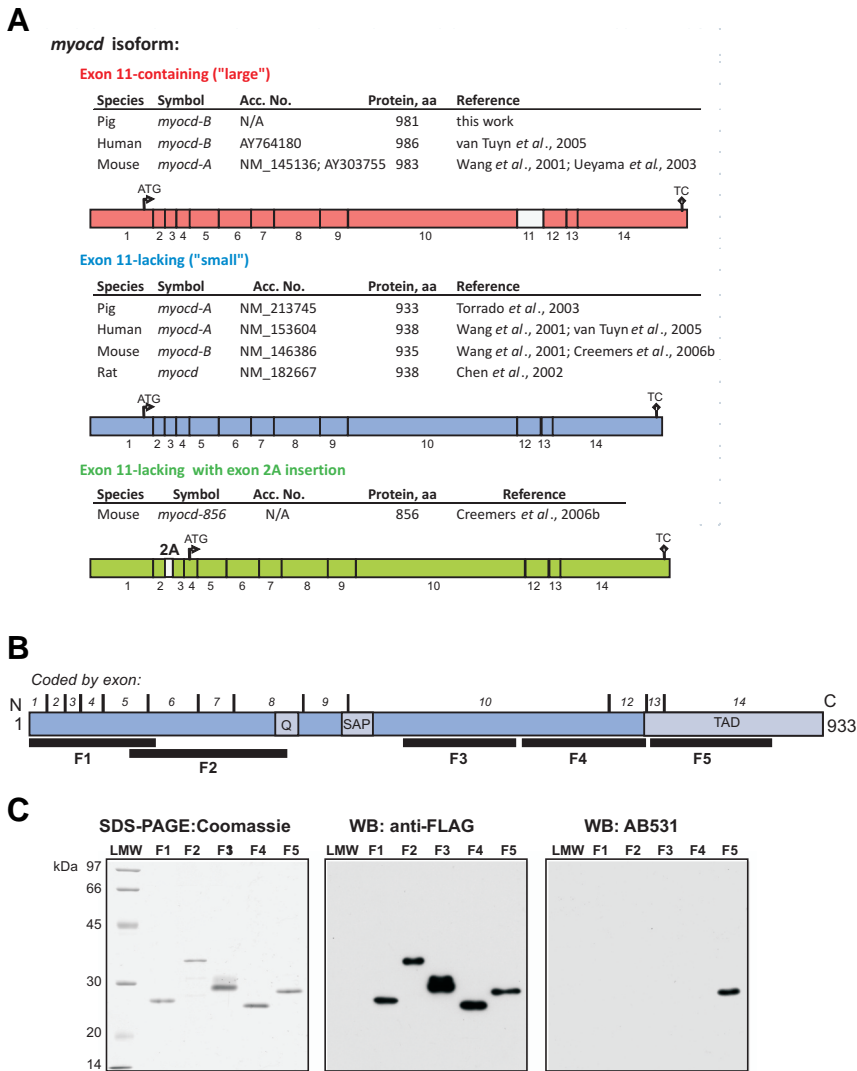 A
myocd isoform:
Exon 11-containing ("large")
Species Symbol Acc. No. Protein, aa Reference
Pig myocd-B N/A 981 this work
Human myocd-B AY764180 986 van Tuyn et al., 2005
Mouse myocd-A NM_145136; AY303755 983 Wang et al., 2001; Ueyama et al., 2003
ATG TC
1 2 3 4 5 6 7 8 9 10 11 12 13 14
Exon 11-lacking ("small")
Species Symbol Acc. No. Protein, aa Reference
Pig myocd-A NM_213745 933 Torrado et al., 2003
Human myocd-A NM_153604 938 Wang et al., 2001; van Tuyn et al., 2005
Mouse myocd-B NM_146386 935 Wang et al., 2001; Creemers et al., 2006b
Rat myocd NM_182667 938 Chen et al., 2002
ATG TC
1 2 3 4 5 6 7 8 9 10 12 13 14
Exon 11-lacking with exon 2A insertion
Species Symbol Acc. No. Protein, aa Reference
Mouse myocd-856 N/A 856 Creemers et al., 2006b
2A ATG TC
1 2 3 4 5 6 7 8 9 10 12 13 14
B
Coded by exon:
N 1 2 3 4 5 6 7 8 9 10 12 13 14 C
1 Q SAP TAD 933
F1 F2 F3 F4 F5
C
SDS-PAGE:Coomassie WB: anti-FLAG WB: AB531
LMW F1 F2 F3 F4 F5 LMW F1 F2 F3 F4 F5 LMW F1 F2 F3 F4 F5
kDa 97
66
45
30
20
14